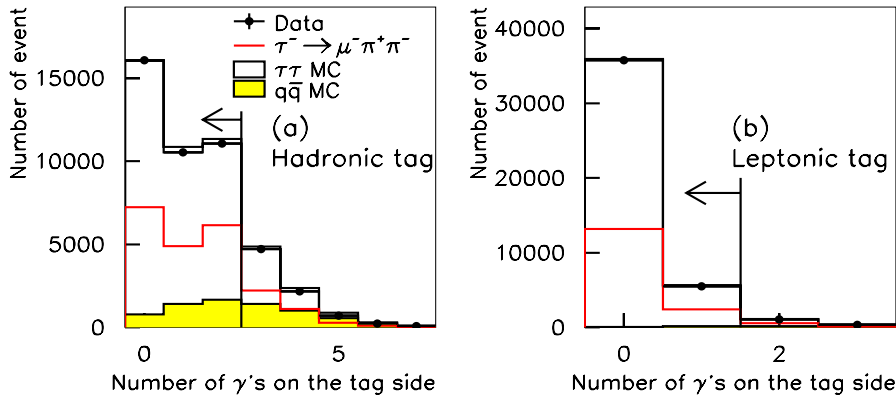 Number of event
15000
10000
5000
0
0
5
Number of γ's on the tag side
Data
τ⁻ → μ⁻π⁺π⁻
ττ MC
qq̅ MC
(a)
Hadronic tag
Number of event
40000
30000
20000
10000
0
0
2
Number of γ's on the tag side
(b)
Leptonic tag